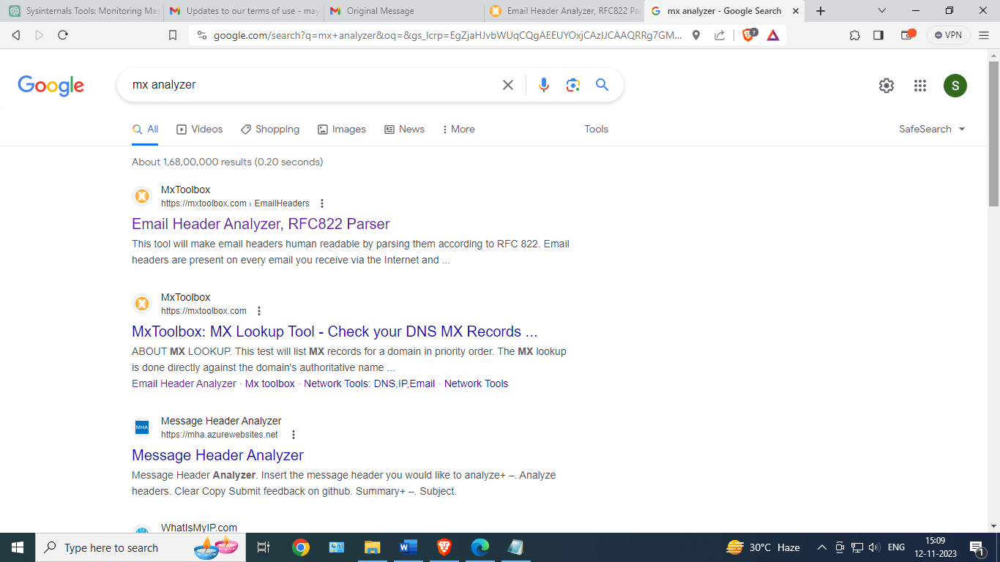 Sysinternals Tools: Monitoring Mas
Updates to our terms of use - may
Original Message
Email Header Analyzer, RFC822 Par
mx analyzer - Google Search
google.com/search?q=mx+analyzer&oq=&gs_lcrp=EgZjaHJvbWUqCQgAEEUYOxjCAzIJCAAQRRg7GM...
7
VPN
Google
mx analyzer
S
All
Videos
Shopping
Images
News
More
Tools
SafeSearch
About 1,68,00,000 results (0.20 seconds)
MxToolbox
https://mxtoolbox.com › EmailHeaders
Email Header Analyzer, RFC822 Parser
This tool will make email headers human readable by parsing them according to RFC 822. Email
headers are present on every email you receive via the Internet and ...
MxToolbox
https://mxtoolbox.com
MxToolbox: MX Lookup Tool - Check your DNS MX Records ...
ABOUT MX LOOKUP. This test will list MX records for a domain in priority order. The MX lookup
is done directly against the domain's authoritative name ...
Email Header Analyzer · Mx toolbox · Network Tools: DNS,IP,Email · Network Tools
MHA
Message Header Analyzer
https://mha.azurewebsites.net
Message Header Analyzer
Message Header Analyzer. Insert the message header you would like to analyze+ –. Analyze
headers. Clear Copy Submit feedback on github. Summary+ –. Subject.
WhatIsMyIP.com
Type here to search
W
30°C Haze
ENG
15:09
12-11-2023
1